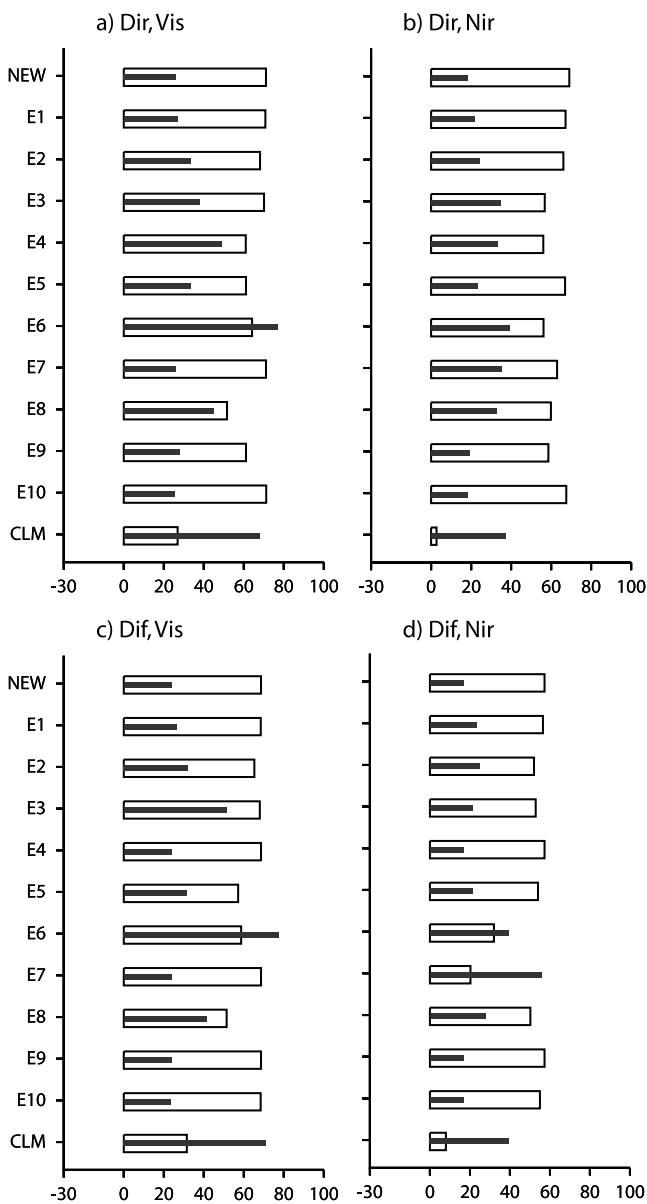 a) Dir, Vis
b) Dir, Nir
NEW
E1
E2
E3
E4
E5
E6
E7
E8
E9
E10
CLM
-30 0 20 40 60 80 100
-30 0 20 40 60 80 100
c) Dif, Vis
d) Dif, Nir
NEW
E1
E2
E3
E4
E5
E6
E7
E8
E9
E10
CLM
-30 0 20 40 60 80 100
-30 0 20 40 60 80 100